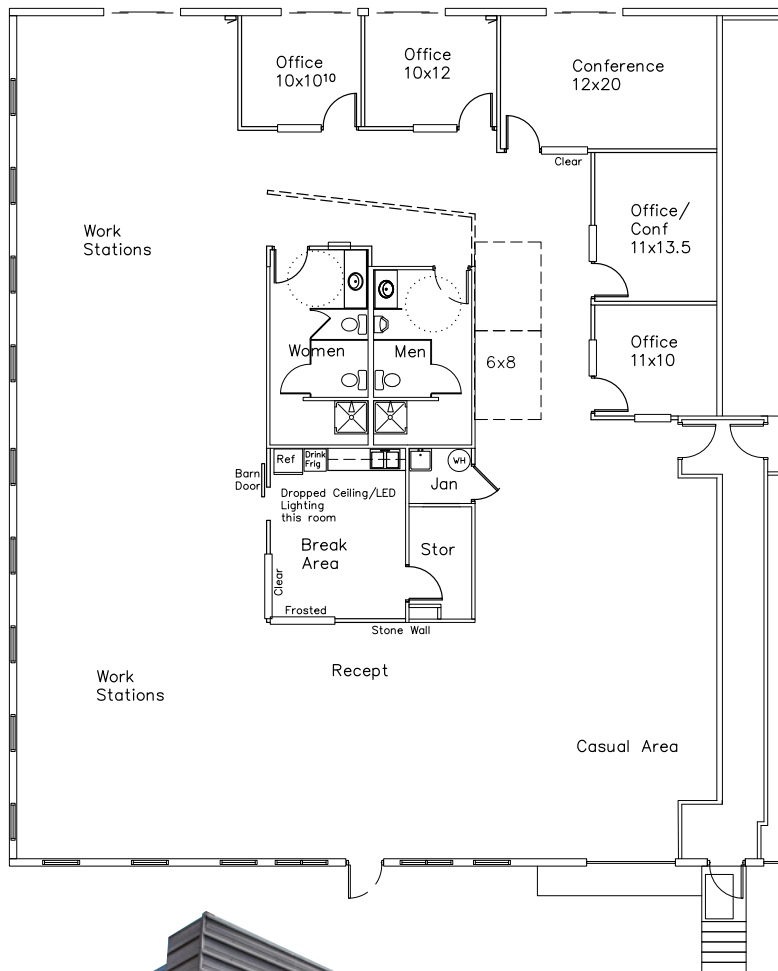 Office
10x10¹⁰
Office
10x12
Conference
12x20
Clear
Work
Stations
Office/
Conf
11x13.5
Women
Men
6x8
Office
11x10
Barn
Door
Ref
Drink
Frig
WH
Jan
Dropped Ceiling/LED
Lighting
this room
Break
Area
Stor
Clear
Frosted
Stone Wall
Recept
Work
Stations
Casual Area